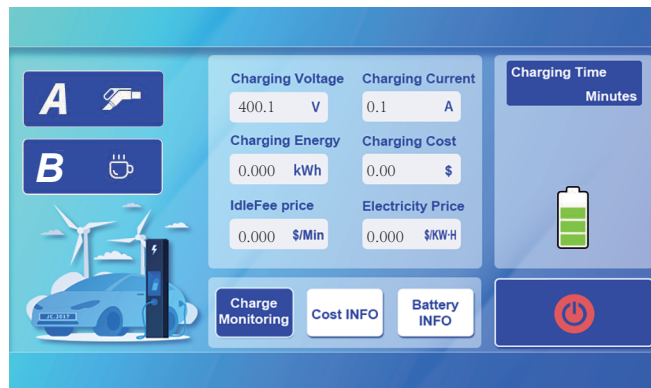 A
B
Charging Voltage
400.1 V
Charging Current
0.1 A
Charging Energy
0.000 kWh
Charging Cost
0.00 $
IdleFee price
0.000 $/Min
Electricity Price
0.000 $/KW·H
Charging Time
Minutes
Charge
Monitoring
Cost INFO
Battery
INFO